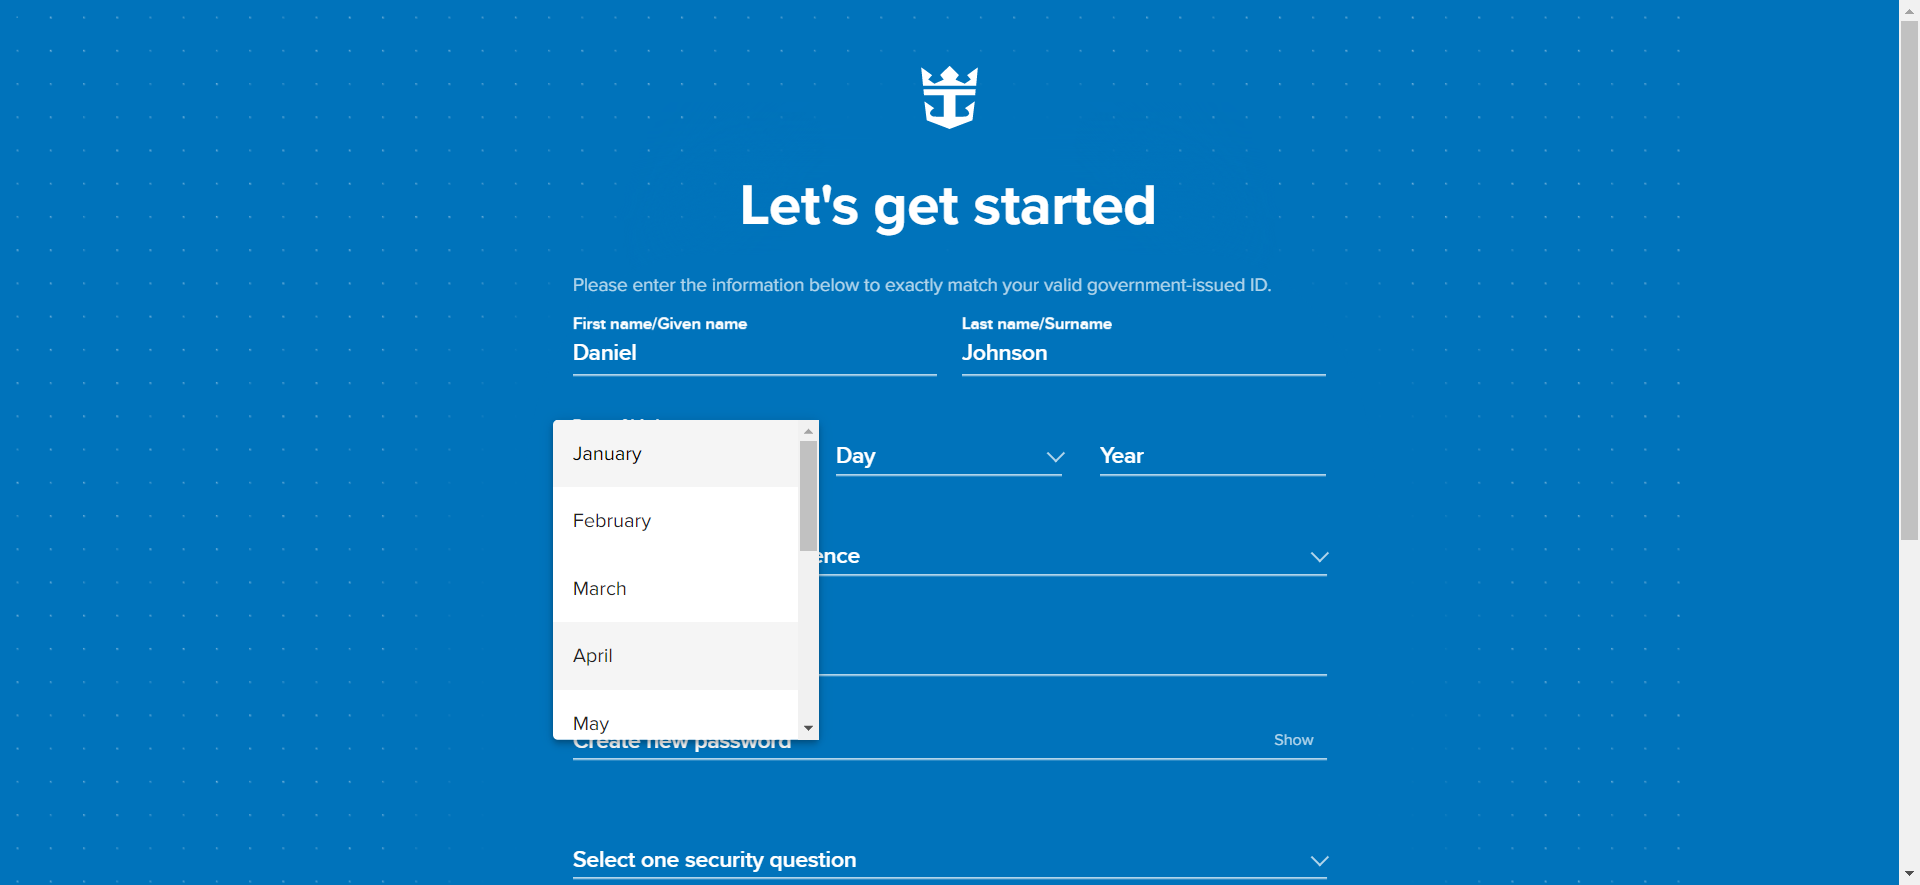 Let's get started
Please enter the information below to exactly match your valid government-issued ID.
First name/Given name
Last name/Surname
Daniel
Johnson
January
Day
Year
February
ence
March
April
May
Create new password
Show
Select one security question